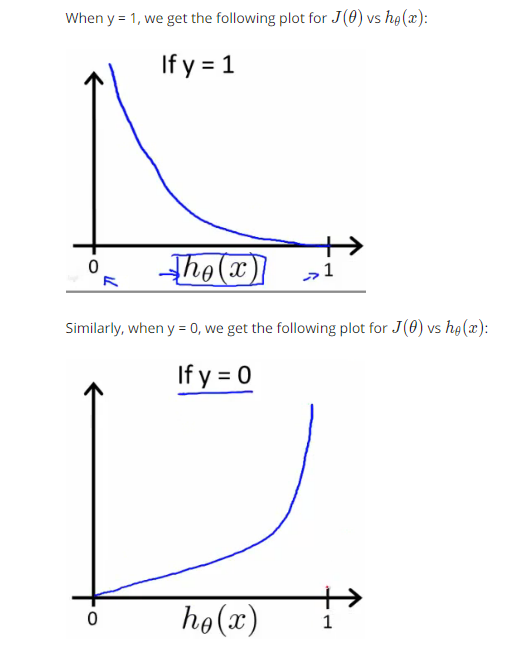 When y = 1, we get the following plot for J(θ) vs hθ(x):
If y = 1
0
hθ(x)
1
Similarly, when y = 0, we get the following plot for J(θ) vs hθ(x):
If y = 0
0
hθ(x)
1